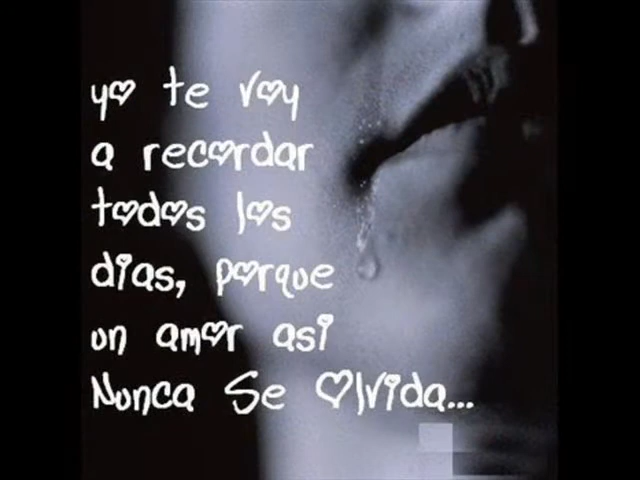 yo te voy
a recordar
todos los
dias, porque
un amor asi
Nunca Se Olvida...